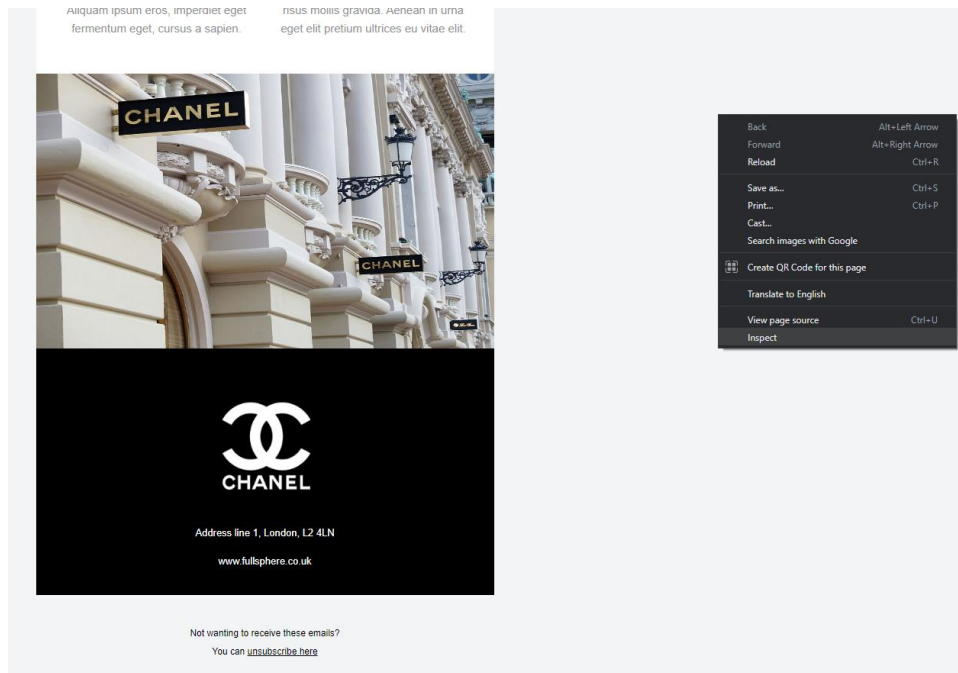 Aliquam ipsum eros, imperdiet eget
fermentum eget, cursus a sapien.
risus mollis gravida. Aenean in urna
eget elit pretium ultrices eu vitae elit.
CHANEL
CHANEL
CHANEL
Address line 1, London, L2 4LN
www.fullsphere.co.uk
Not wanting to receive these emails?
You can unsubscribe here
Back Alt+Left Arrow
Forward Alt+Right Arrow
Reload Ctrl+R
Save as... Ctrl+S
Print... Ctrl+P
Cast...
Search images with Google
Create QR Code for this page
Translate to English
View page source Ctrl+U
Inspect